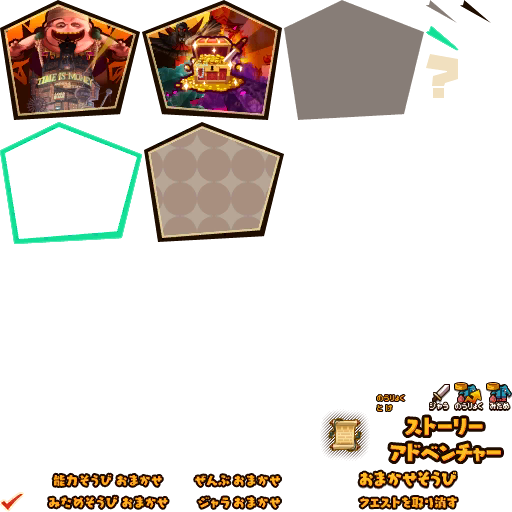 TIME IS MONEY
?
のうりょく
とけ
ジャラ
のうりょく
みため
ストーリー
アドベンチャー
能力そうび おまかせ
ぜんぶ おまかせ
おまかせそうび
みためそうび おまかせ
ジャラ おまかせ
クエストを取り消す